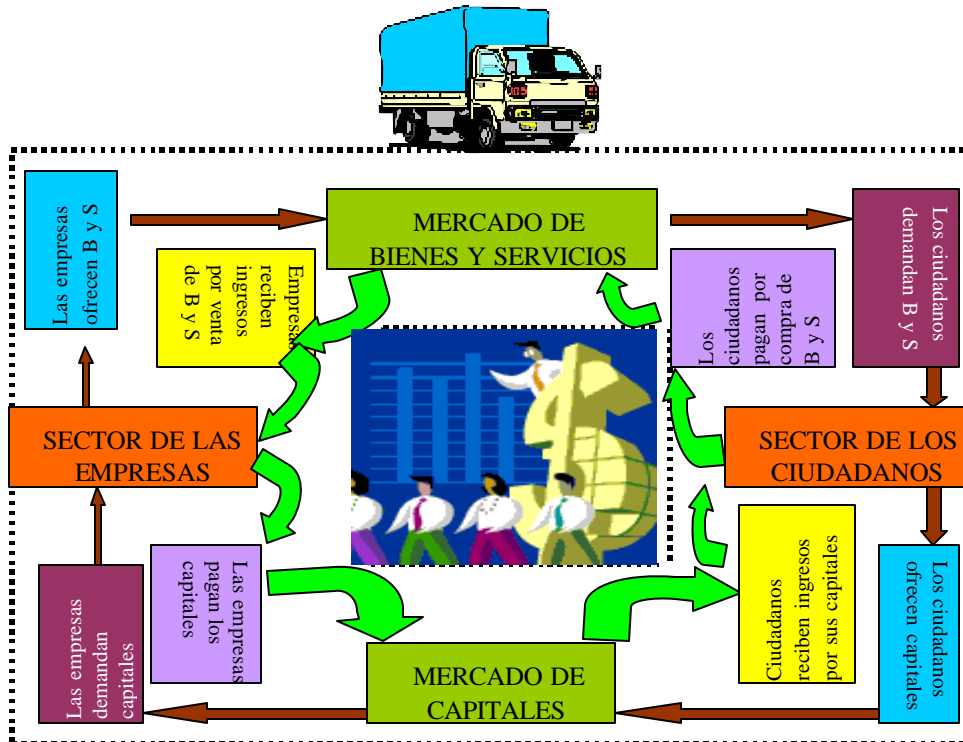 MERCADO DE
BIENES Y SERVICIOS
Las empresas
ofrecen B y S
Empresas
reciben
ingresos
por venta
de B y S
Los
ciudadanos
pagan por
compra de
B y S
Los ciudadanos
demandan B y S
SECTOR DE LAS
EMPRESAS
SECTOR DE LOS
CIUDADANOS
Las empresas
demandan
capitales
Las empresas
pagan los
capitales
Ciudadanos
reciben ingresos
por sus capitales
Los ciudadanos
ofrecen capitales
MERCADO DE
CAPITALES